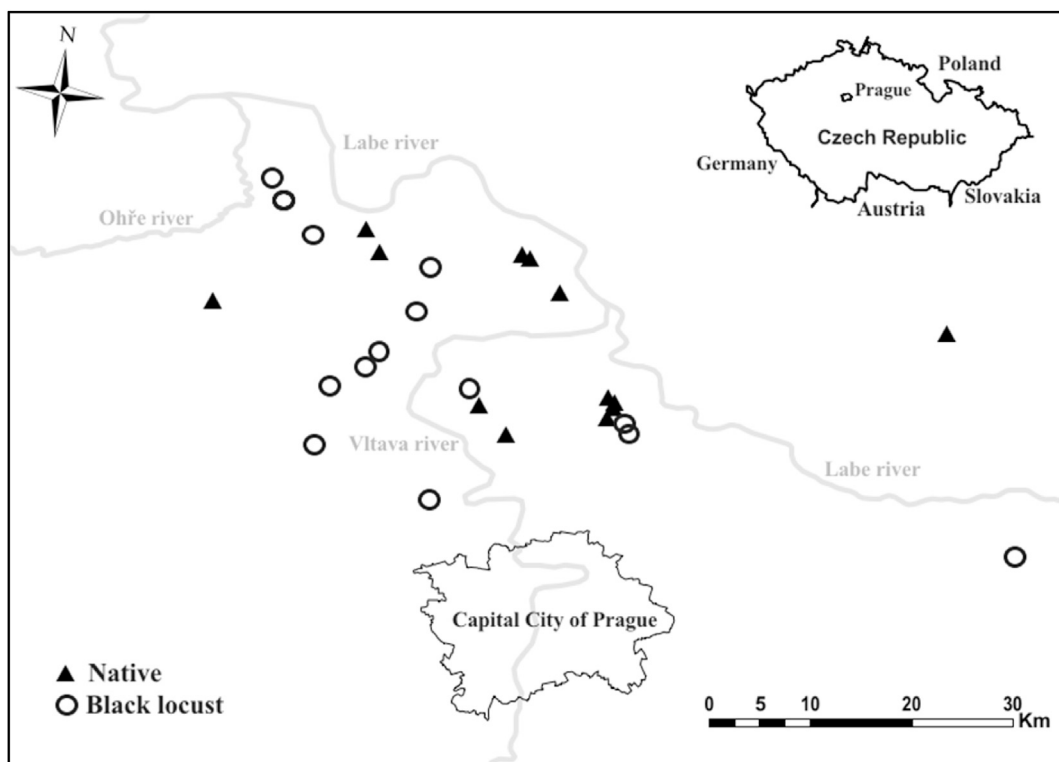 N
Poland
Prague
Czech Republic
Germany
Slovakia
Austria
Labe river
Ohře river
Vltava river
Labe river
Capital City of Prague
Native
Black locust
0 5 10 20 30
Km